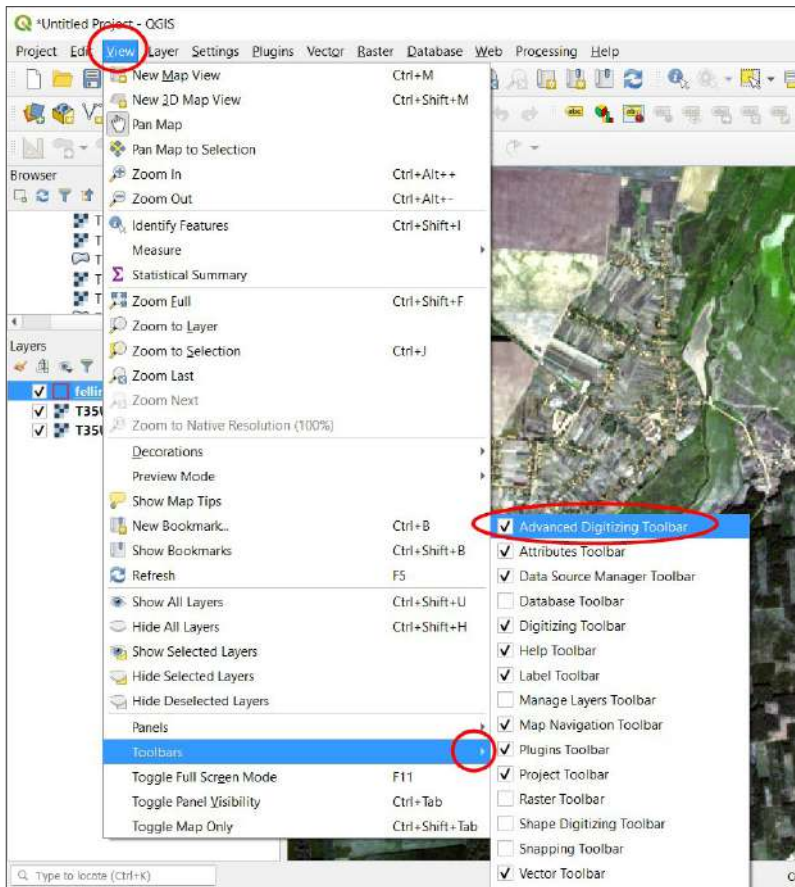 *Untitled Project - QGIS
Project Edit View Layer Settings Plugins Vector Raster Database Web Processing Help
New Map View Ctrl+M
New 3D Map View Ctrl+Shift+M
Pan Map
Pan Map to Selection
Zoom In Ctrl+Alt++
Zoom Out Ctrl+Alt+-
Identify Features Ctrl+Shift+I
Measure
Statistical Summary
Zoom Full Ctrl+Shift+F
Zoom to Layer
Zoom to Selection Ctrl+J
Zoom Last
Zoom Next
Zoom to Native Resolution (100%)
Decorations
Preview Mode
Show Map Tips
New Bookmark... Ctrl+B
Show Bookmarks Ctrl+Shift+B
Refresh F5
Show All Layers Ctrl+Shift+U
Hide All Layers Ctrl+Shift+H
Show Selected Layers
Hide Selected Layers
Hide Deselected Layers
Panels
Toolbars
Toggle Full Screen Mode F11
Toggle Panel Visibility Ctrl+Tab
Toggle Map Only Ctrl+Shift+Tab
Advanced Digitizing Toolbar
Attributes Toolbar
Data Source Manager Toolbar
Database Toolbar
Digitizing Toolbar
Help Toolbar
Label Toolbar
Manage Layers Toolbar
Map Navigation Toolbar
Plugins Toolbar
Project Toolbar
Raster Toolbar
Shape Digitizing Toolbar
Snapping Toolbar
Vector Toolbar
Browser
T
T
T
T
T
Layers
Type to locate (Ctrl+K)